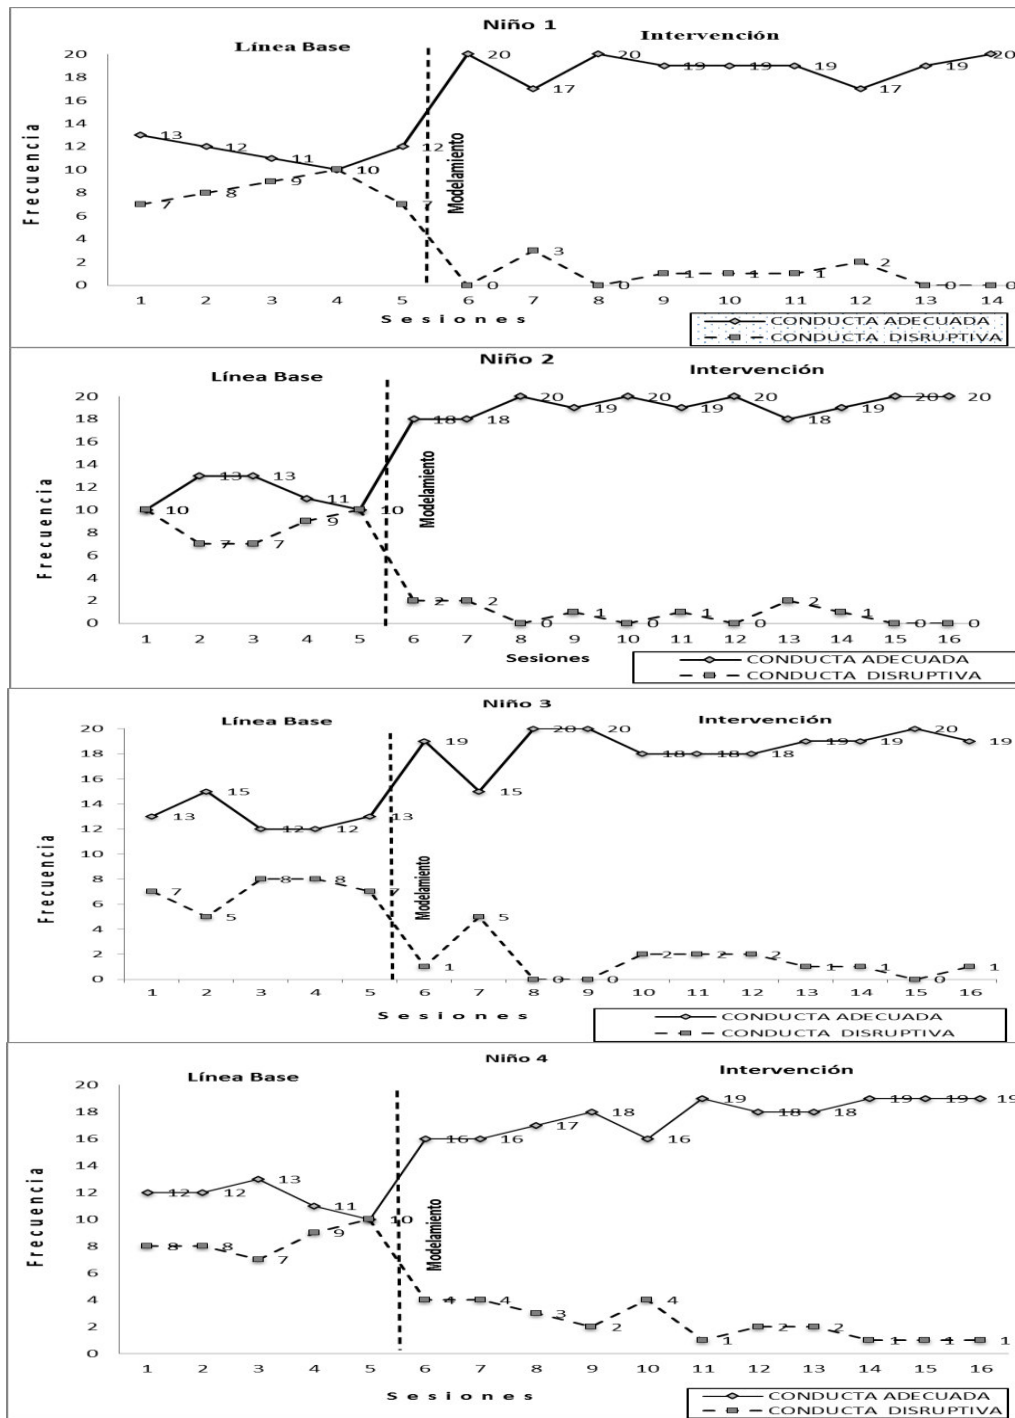 Niño 1
Línea Base
Intervención
Frecuencia
20
18
16
14
12
10
8
6
4
2
0
13 12 11 10 12 20 17 20 19 19 19 17 19 20
7 8 9 7 0 3 0 1 1 1 2 0 0
Modelamiento
1 2 3 4 5 6 7 8 9 10 11 12 13 14
Sesiones
CONDUCTA ADECUADA
CONDUCTA DISRUPTIVA
Niño 2
Línea Base
Intervención
Frecuencia
20
18
16
14
12
10
8
6
4
2
0
10 13 13 11 10 18 18 20 19 20 19 20 18 19 20 20
7 7 9 2 2 0 1 0 1 0 2 1 0 0
Modelamiento
1 2 3 4 5 6 7 8 9 10 11 12 13 14 15 16
Sesiones
CONDUCTA ADECUADA
CONDUCTA DISRUPTIVA
Niño 3
Línea Base
Intervención
Frecuencia
20
18
16
14
12
10
8
6
4
2
0
13 15 12 12 13 19 15 20 20 18 18 18 19 19 20 19
7 5 8 8 7 1 5 0 0 2 2 2 1 1 0 1
Modelamiento
1 2 3 4 5 6 7 8 9 10 11 12 13 14 15 16
Sesiones
CONDUCTA ADECUADA
CONDUCTA DISRUPTIVA
Niño 4
Línea Base
Intervención
Frecuencia
20
18
16
14
12
10
8
6
4
2
0
12 12 13 11 10 16 16 17 18 16 19 18 18 19 19 19
8 8 7 9 4 4 3 2 4 1 2 2 1 1 1
Modelamiento
1 2 3 4 5 6 7 8 9 10 11 12 13 14 15 16
Sesiones
CONDUCTA ADECUADA
CONDUCTA DISRUPTIVA